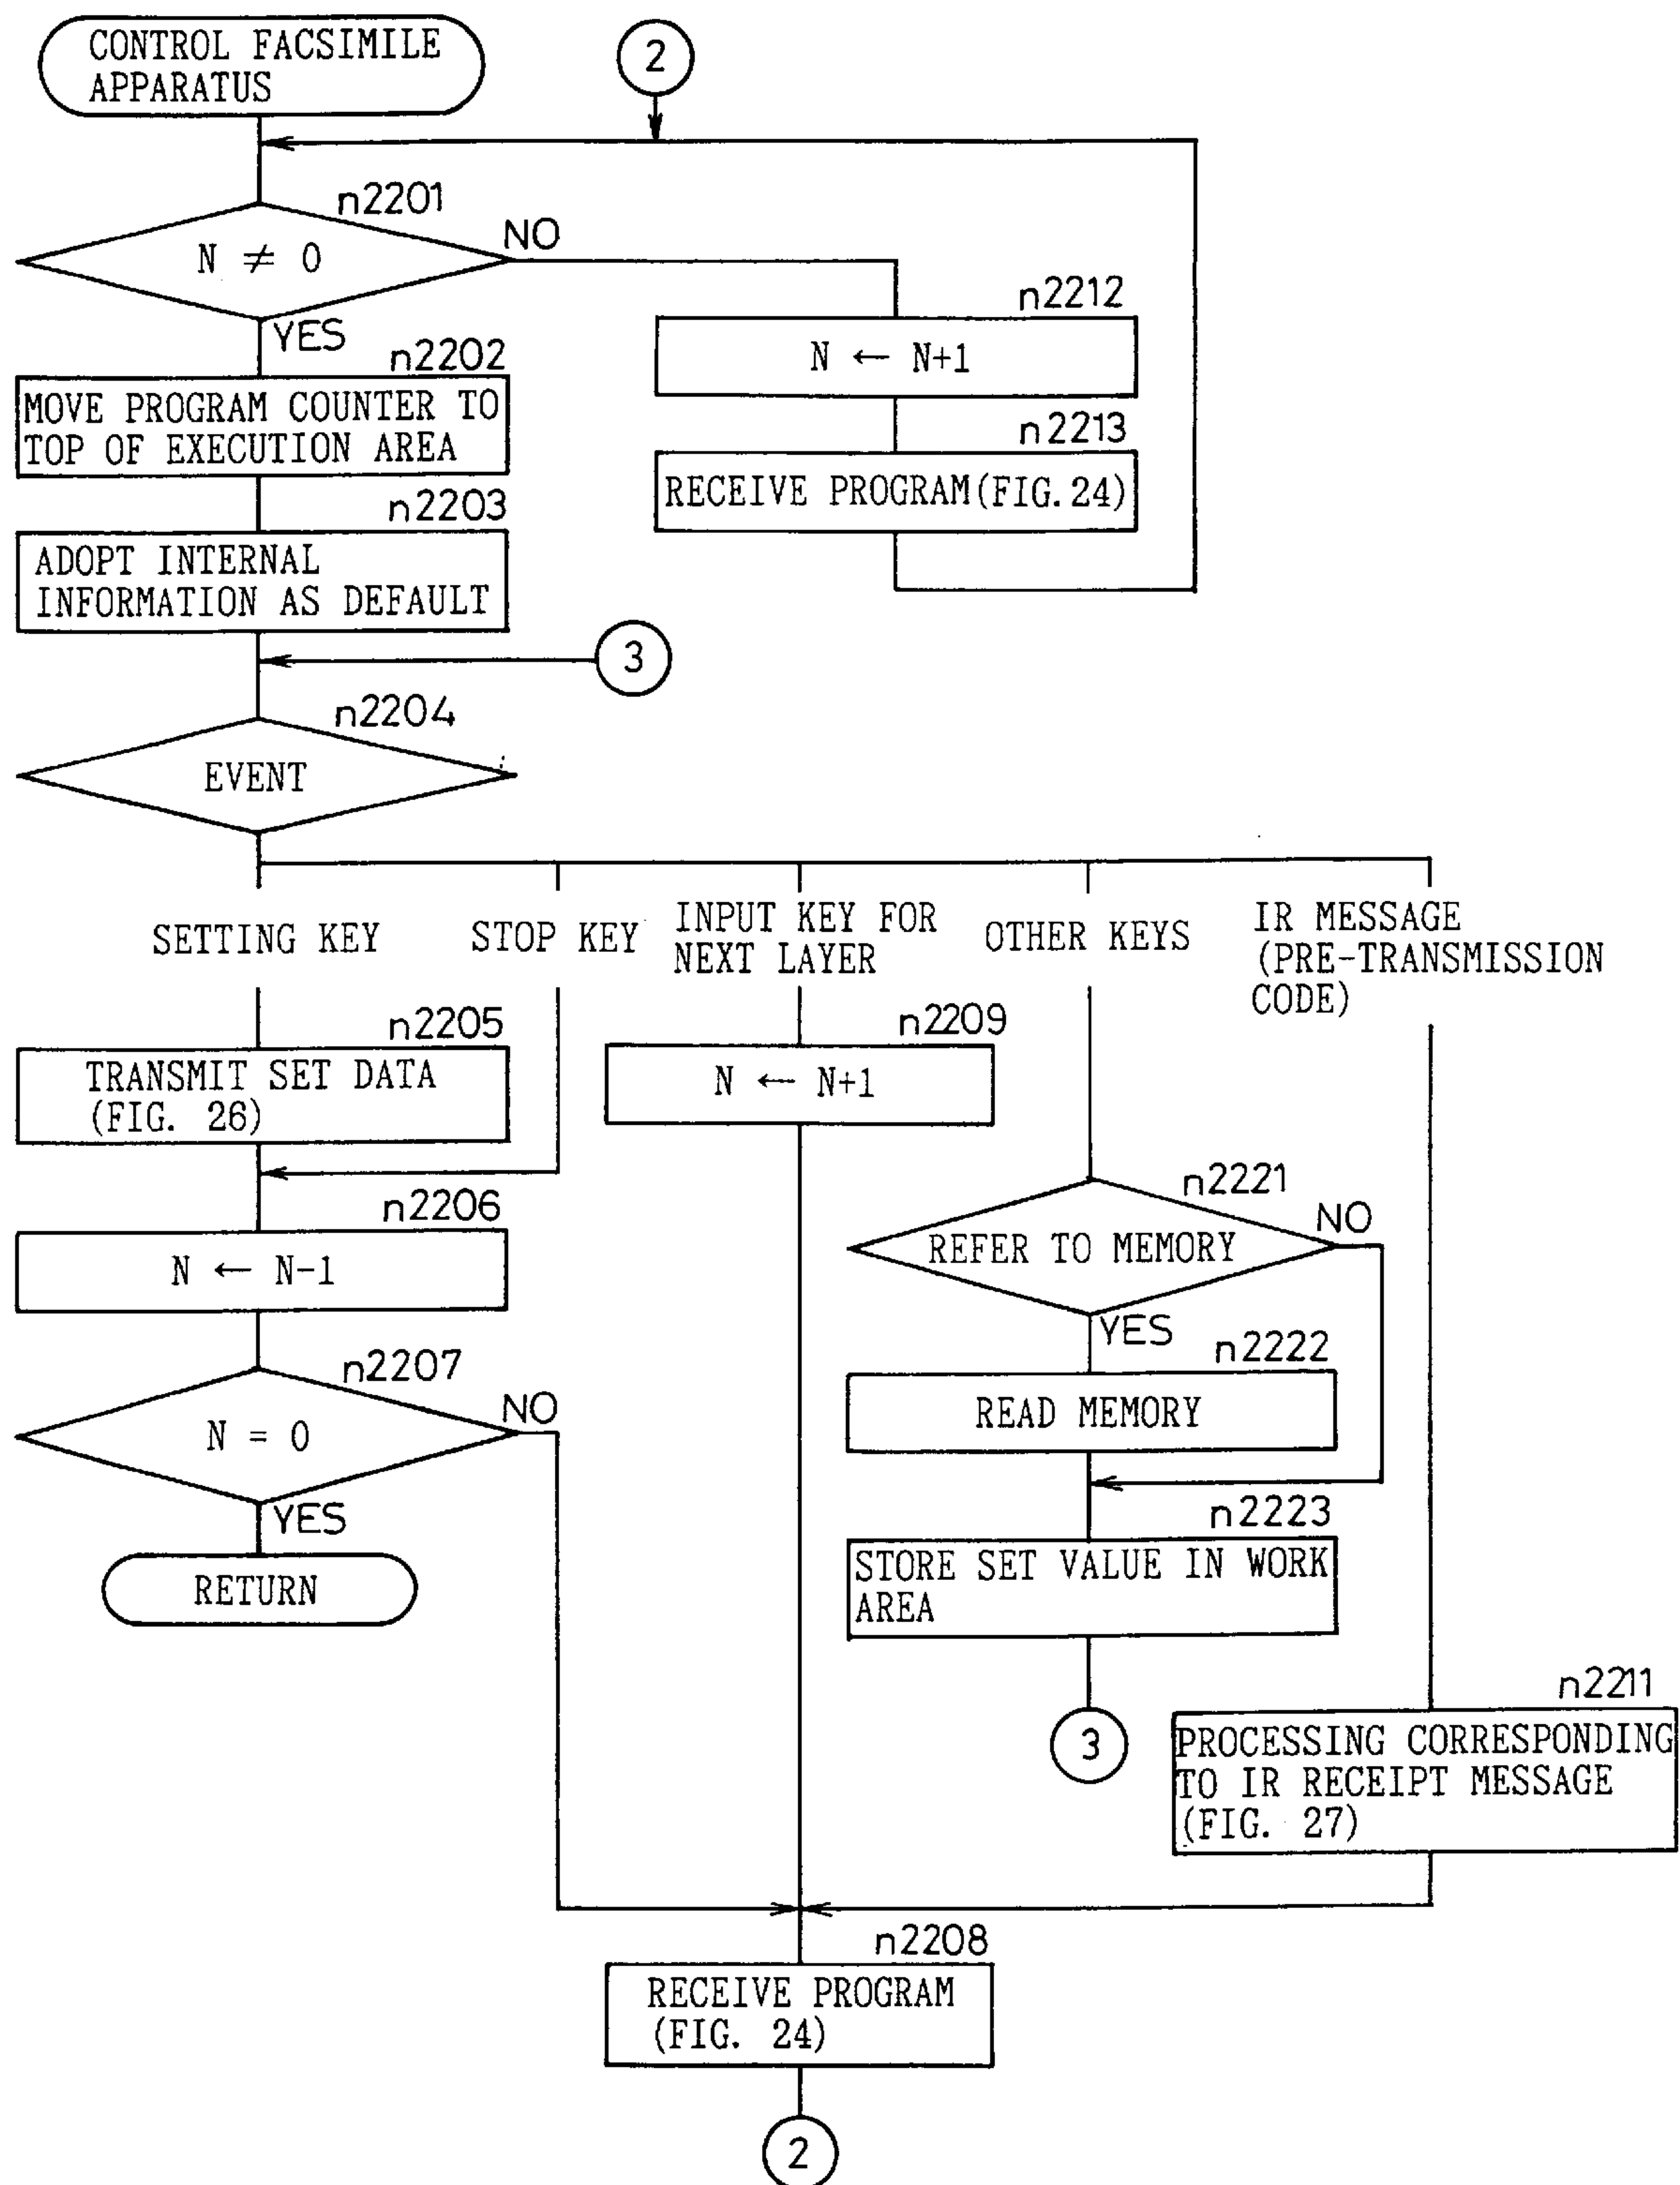 CONTROL FACSIMILE
APPARATUS
2
n2201
N ≠ 0
NO
YES
n2212
N ← N+1
n2202
MOVE PROGRAM COUNTER TO
TOP OF EXECUTION AREA
n2213
RECEIVE PROGRAM(FIG.24)
n2203
ADOPT INTERNAL
INFORMATION AS DEFAULT
3
n2204
EVENT
SETTING KEY
STOP KEY
INPUT KEY FOR
NEXT LAYER
OTHER KEYS
IR MESSAGE
(PRE-TRANSMISSION
CODE)
n2205
TRANSMIT SET DATA
(FIG. 26)
n2209
N ← N+1
n2206
N ← N-1
n2221
REFER TO MEMORY
NO
YES
n2207
N = 0
NO
YES
RETURN
n2222
READ MEMORY
n2223
STORE SET VALUE IN WORK
AREA
3
n2211
PROCESSING CORRESPONDING
TO IR RECEIPT MESSAGE
(FIG. 27)
n2208
RECEIVE PROGRAM
(FIG. 24)
2